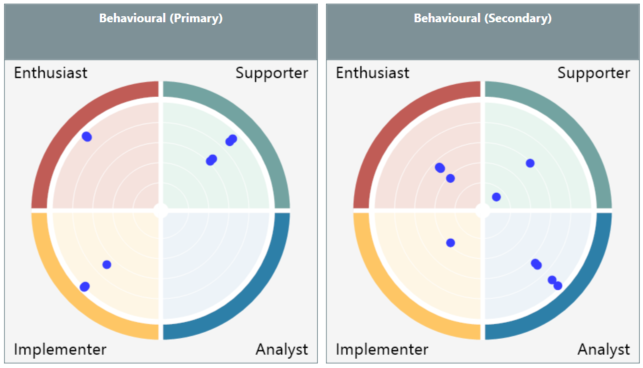 Behavioural (Primary)
Enthusiast
Supporter
Implementer
Analyst
Behavioural (Secondary)
Enthusiast
Supporter
Implementer
Analyst